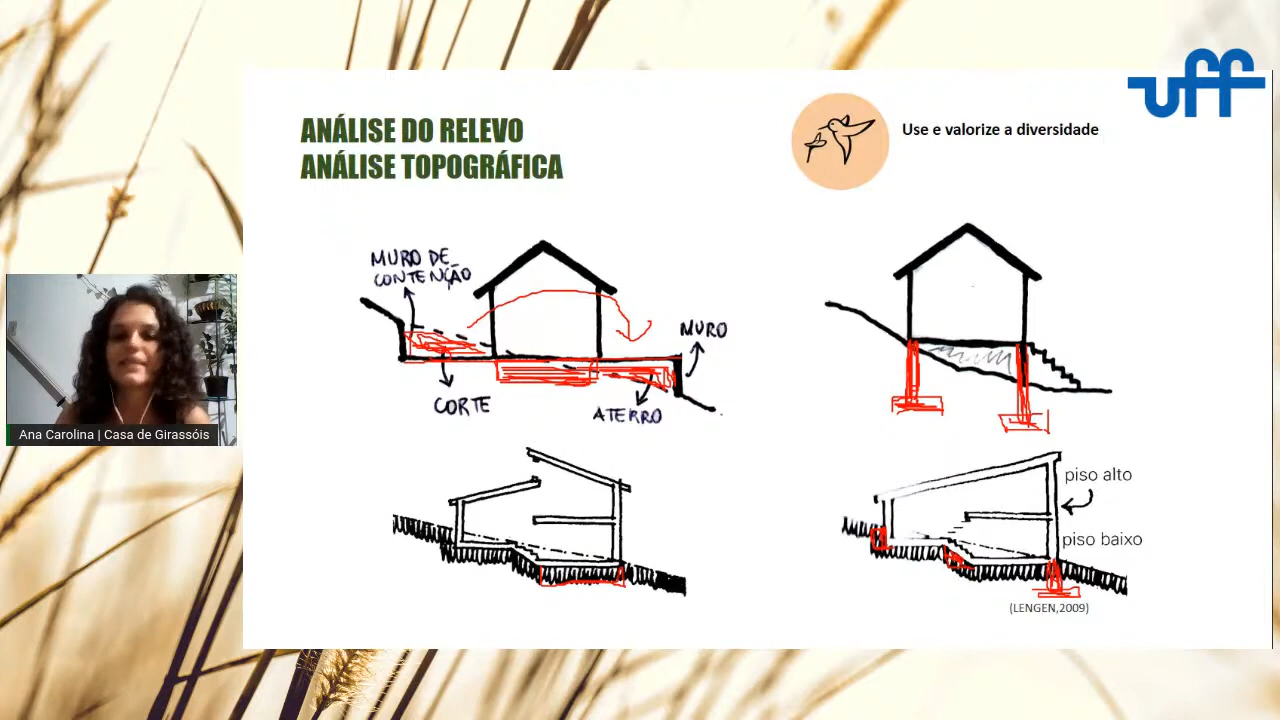 uff
ANÁLISE DO RELEVO
ANÁLISE TOPOGRÁFICA
Use e valorize a diversidade
MURO DE
CONTENÇÃO
MURO
CORTE
ATERRO
piso alto
piso baixo
(LENGEN,2009)
Ana Carolina | Casa de Girassóis